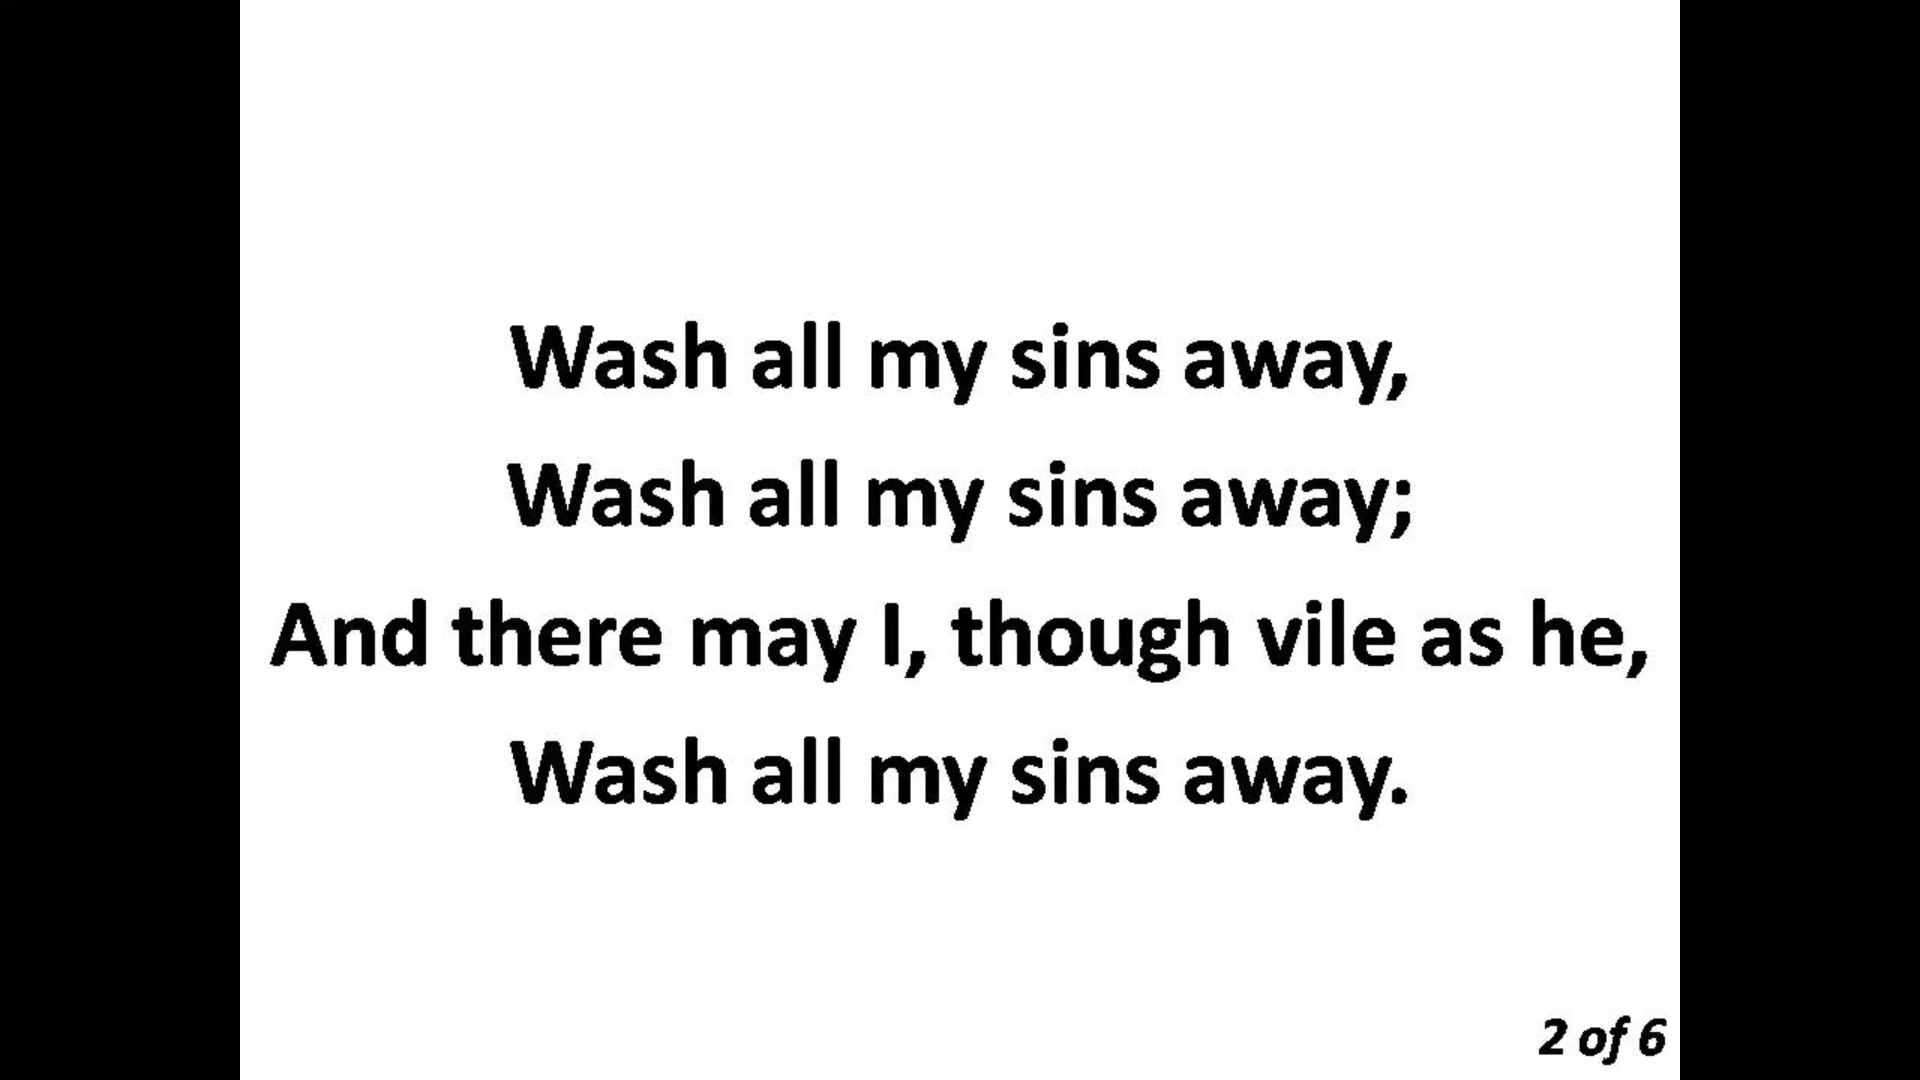 Wash all my sins away,
Wash all my sins away;
And there may I, though vile as he,
Wash all my sins away.
2 of 6